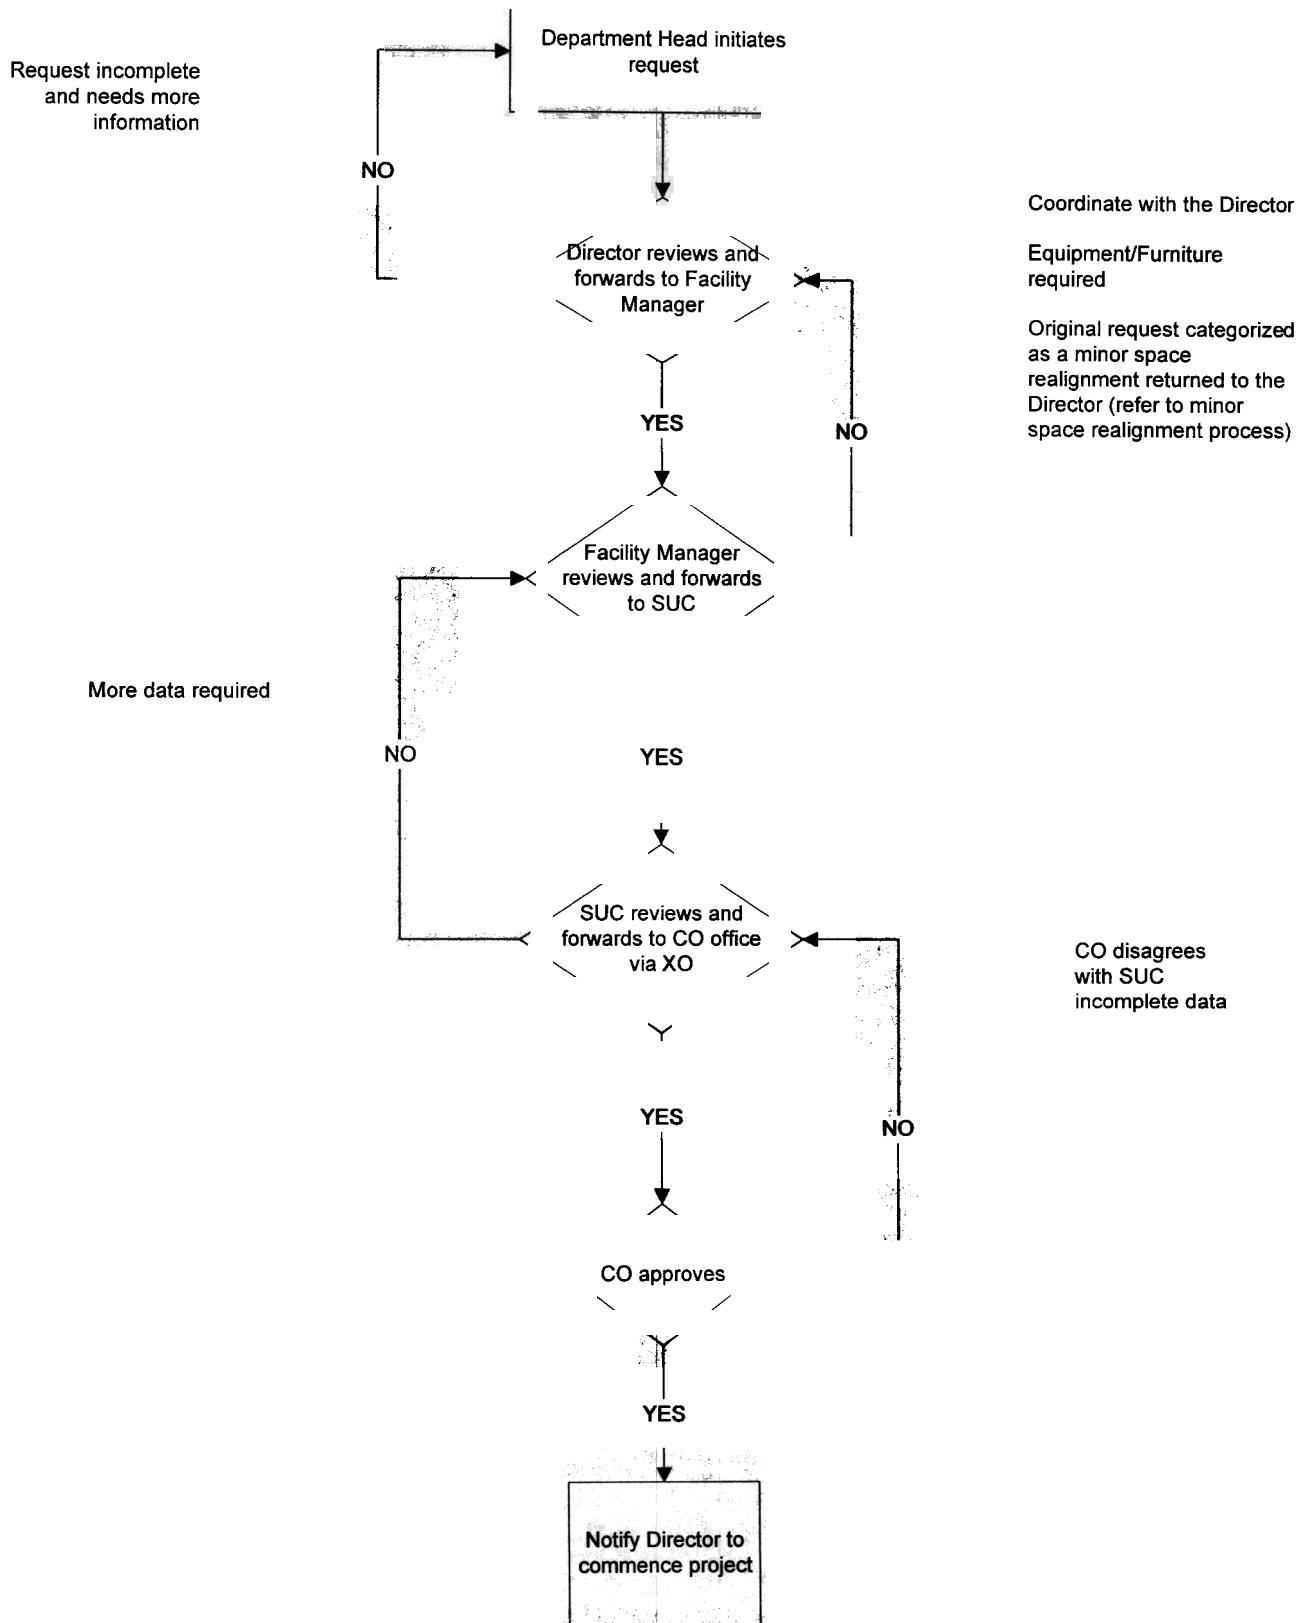 Department Head initiates
request
Request incomplete
and needs more
information
NO
Coordinate with the Director
Equipment/Furniture
required
Original request categorized
as a minor space
realignment returned to the
Director (refer to minor
space realignment process)
Director reviews and
forwards to Facility
Manager
YES
NO
Facility Manager
reviews and forwards
to SUC
More data required
NO
YES
SUC reviews and
forwards to CO office
via XO
CO disagrees
with SUC
incomplete data
YES
NO
CO approves
YES
Notify Director to
commence project